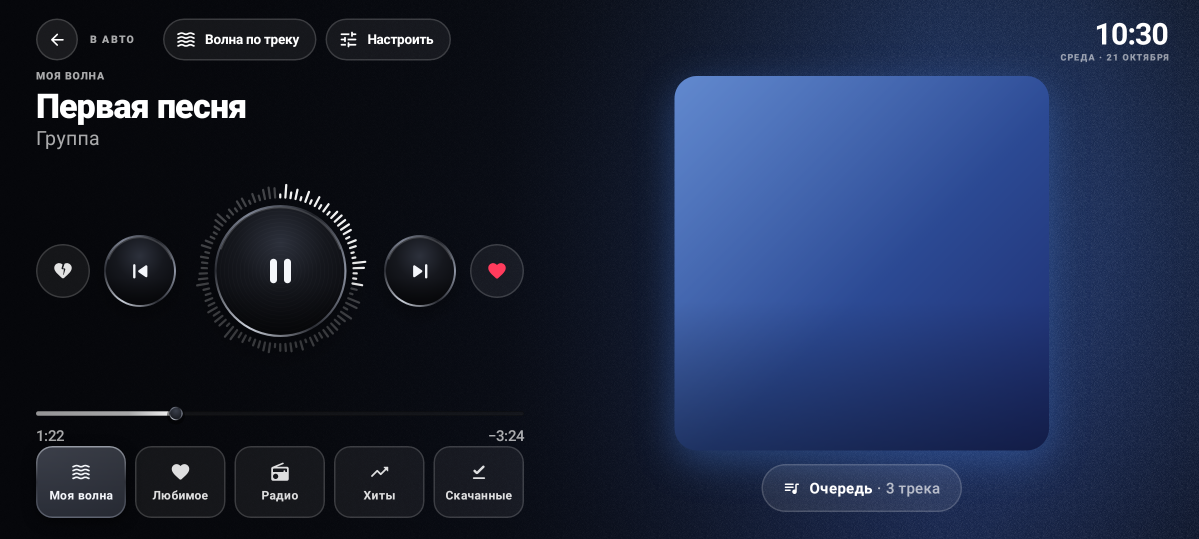 В АВТО
Волна по треку
Настроить
10:30
СРЕДА · 21 ОКТЯБРЯ
МОЯ ВОЛНА
Первая песня
Группа
1:22
−3:24
Моя волна
Любимое
Радио
Хиты
Скачанные
Очередь · 3 трека